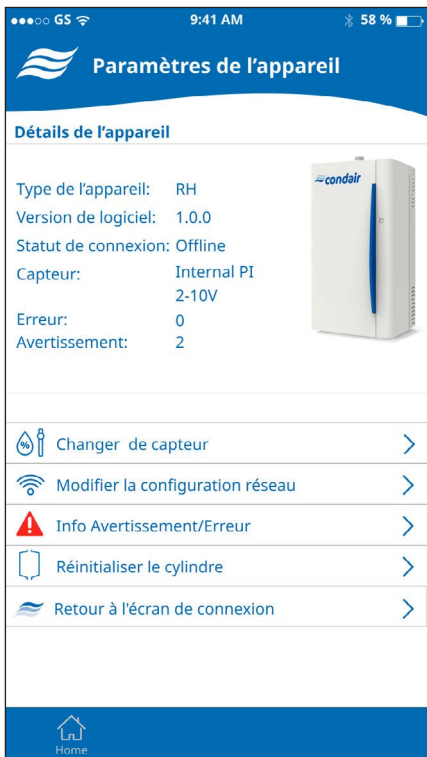 GS 9:41 AM 58 %
Paramètres de l’appareil
Détails de l’appareil
condair
Type de l’appareil: RH
Version de logiciel: 1.0.0
Statut de connexion: Offline
Capteur: Internal PI
2-10V
Erreur: 0
Avertissement: 2
% Changer de capteur
Modifier la configuration réseau
Info Avertissement/Erreur
Réinitialiser le cylindre
Retour à l'écran de connexion
Home